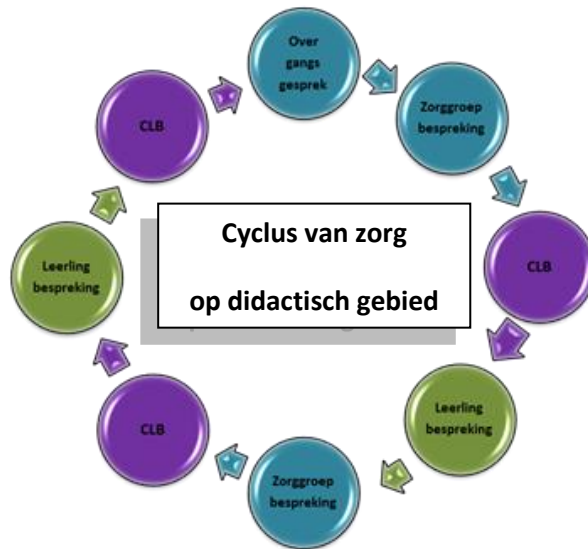 Over
gangs
gesprek
Zorggroep
bespreking
CLB
Leerling
bespreking
Zorggroep
bespreking
CLB
Leerling
bespreking
CLB
Cyclus van zorg
op didactisch gebied